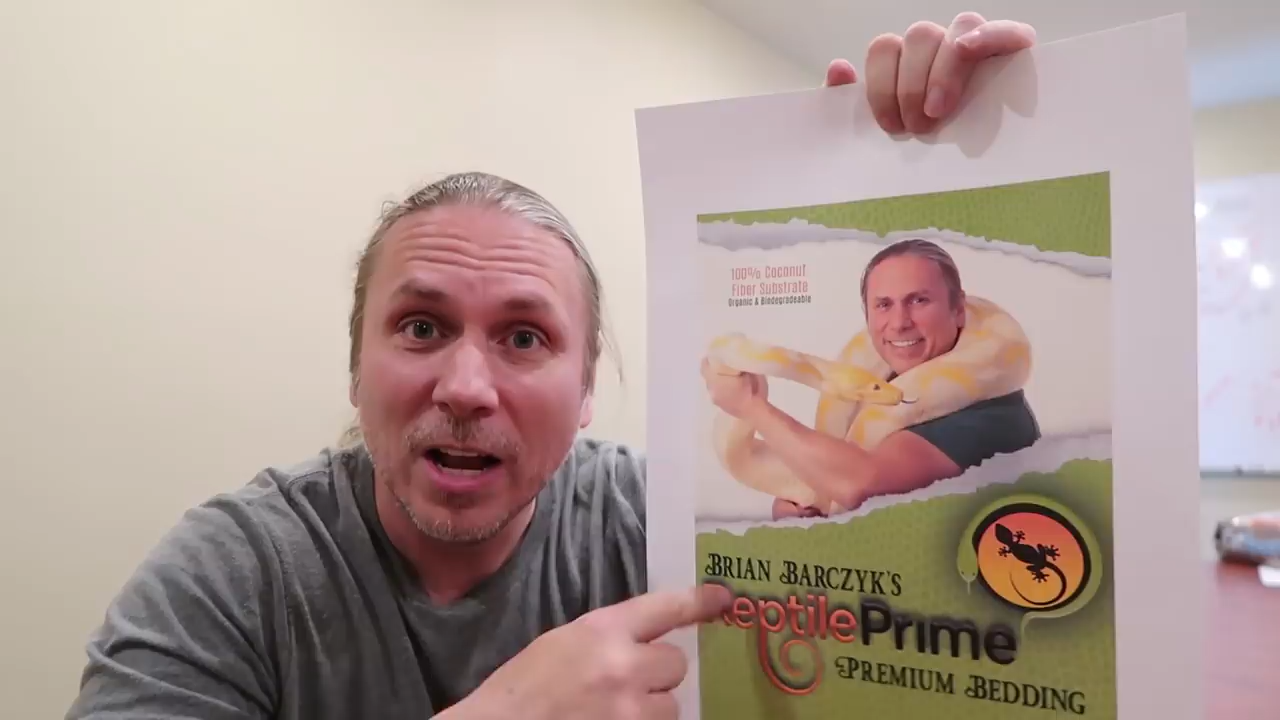 100% Coconut
Fiber Substrate
Organic & Biodegradeable
BRIAN BARCZYK'S
ReptilePrime
PREMIUM BEDDING